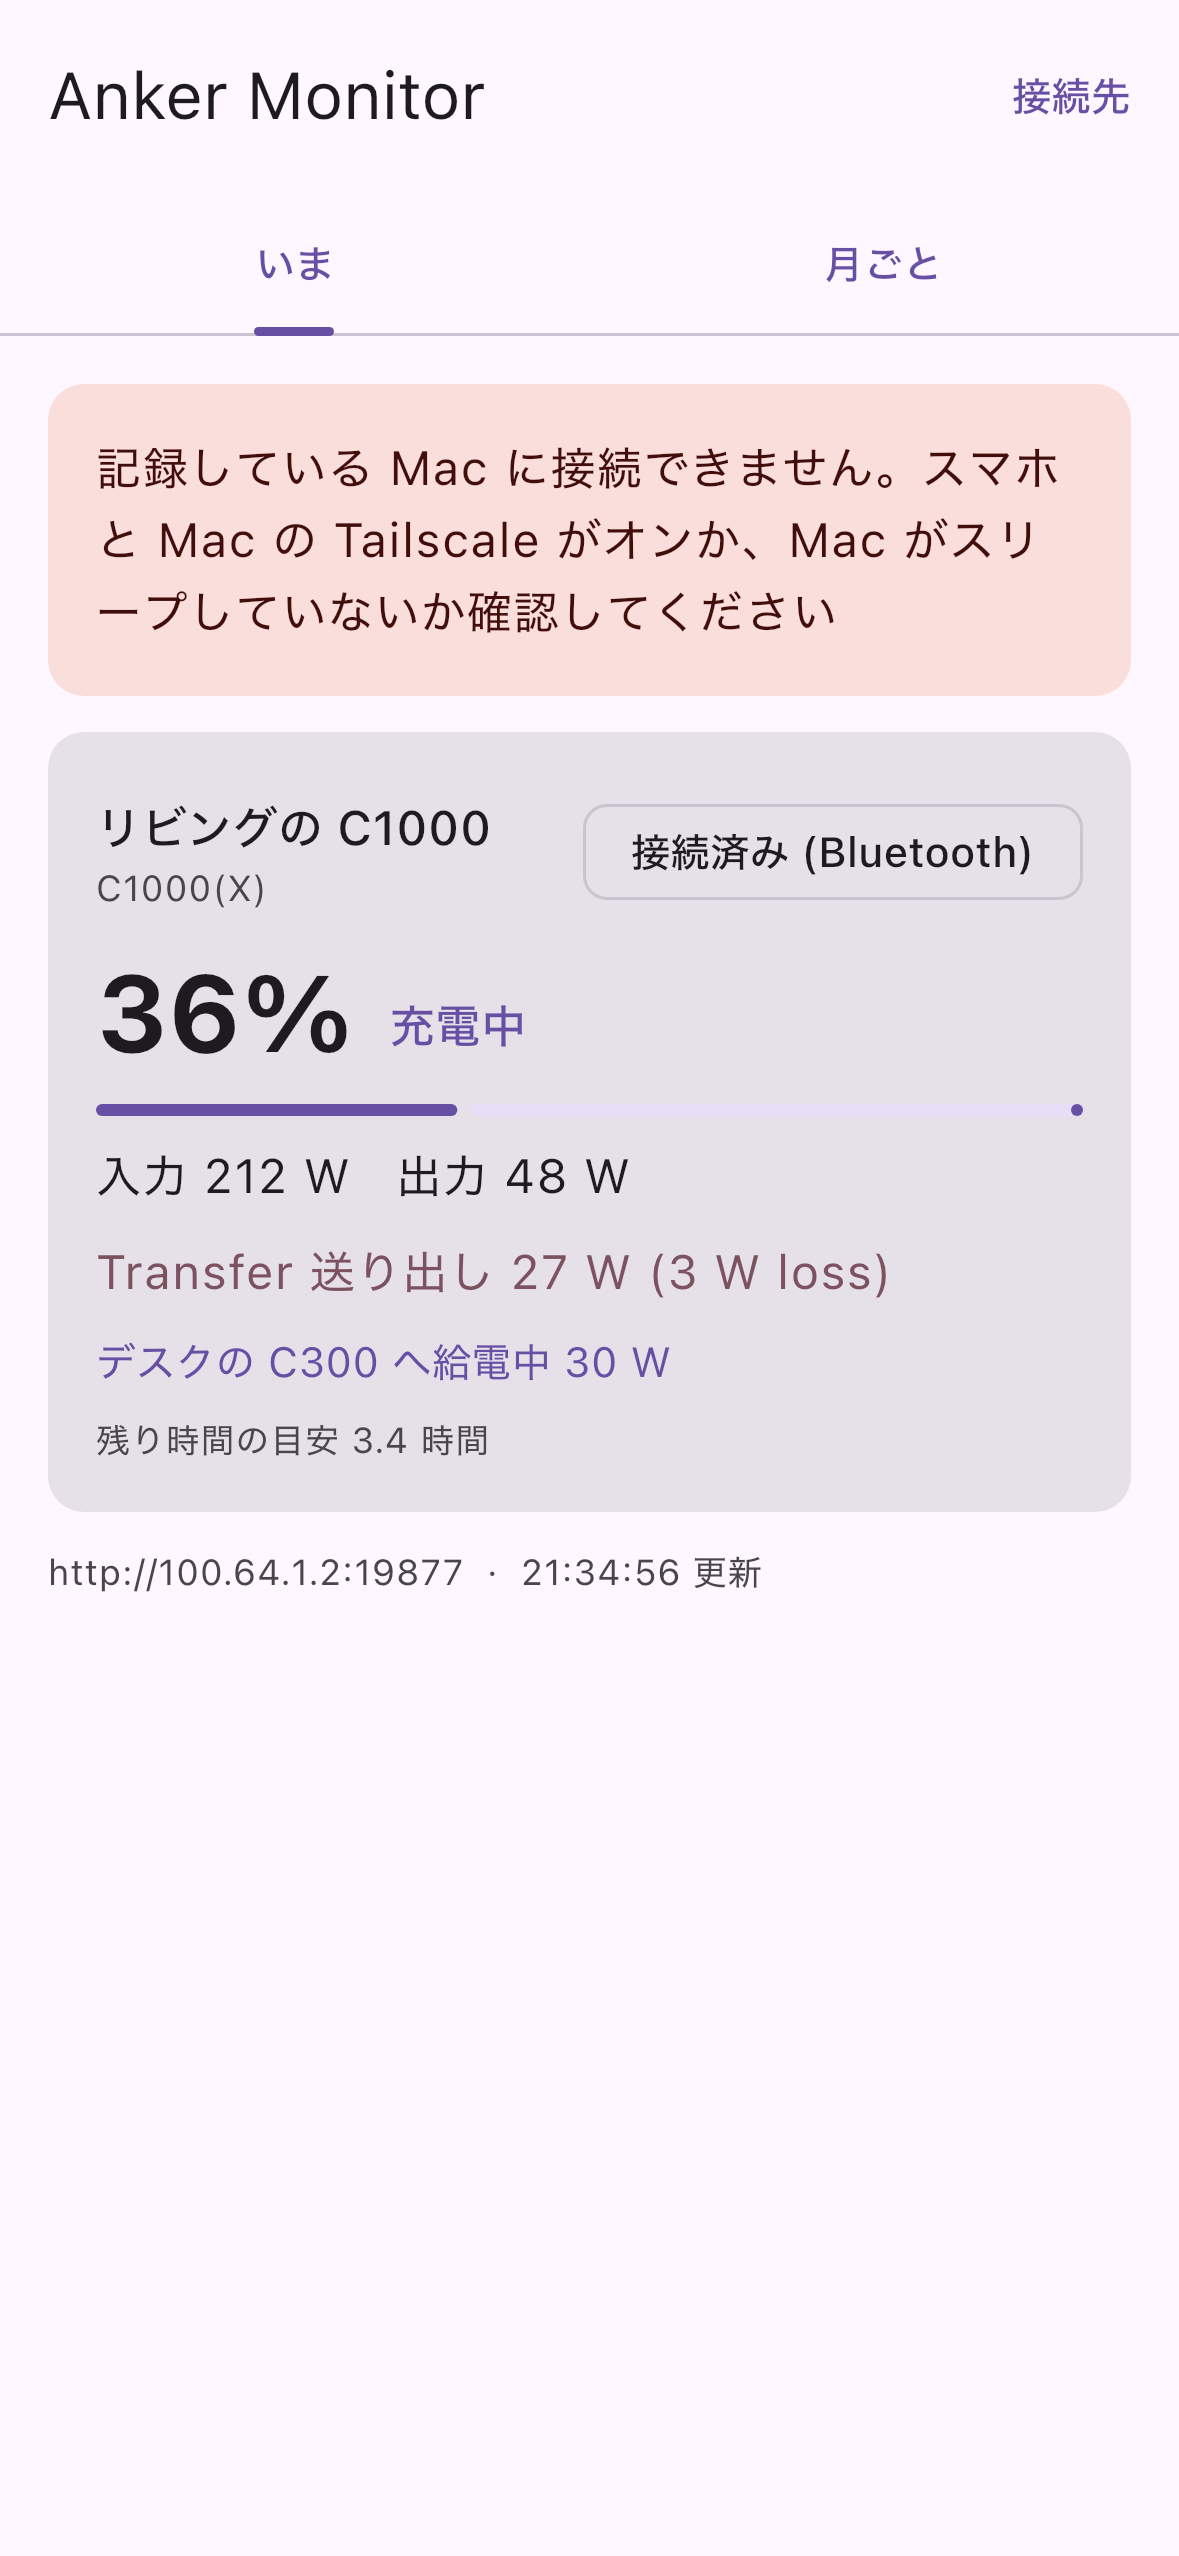 Anker Monitor
接続先
いま
月ごと
記録している Mac に接続できません。スマホ
と Mac の Tailscale がオンか、Mac がスリ
ープしていないか確認してください
リビングの C1000
接続済み (Bluetooth)
C1000(X)
36%
充電中
入力 212 W 出力 48 W
Transfer 送り出し 27 W (3 W loss)
デスクの C300 へ給電中 30 W
残り時間の目安 3.4 時間
http://100.64.1.2:19877 · 21:34:56 更新